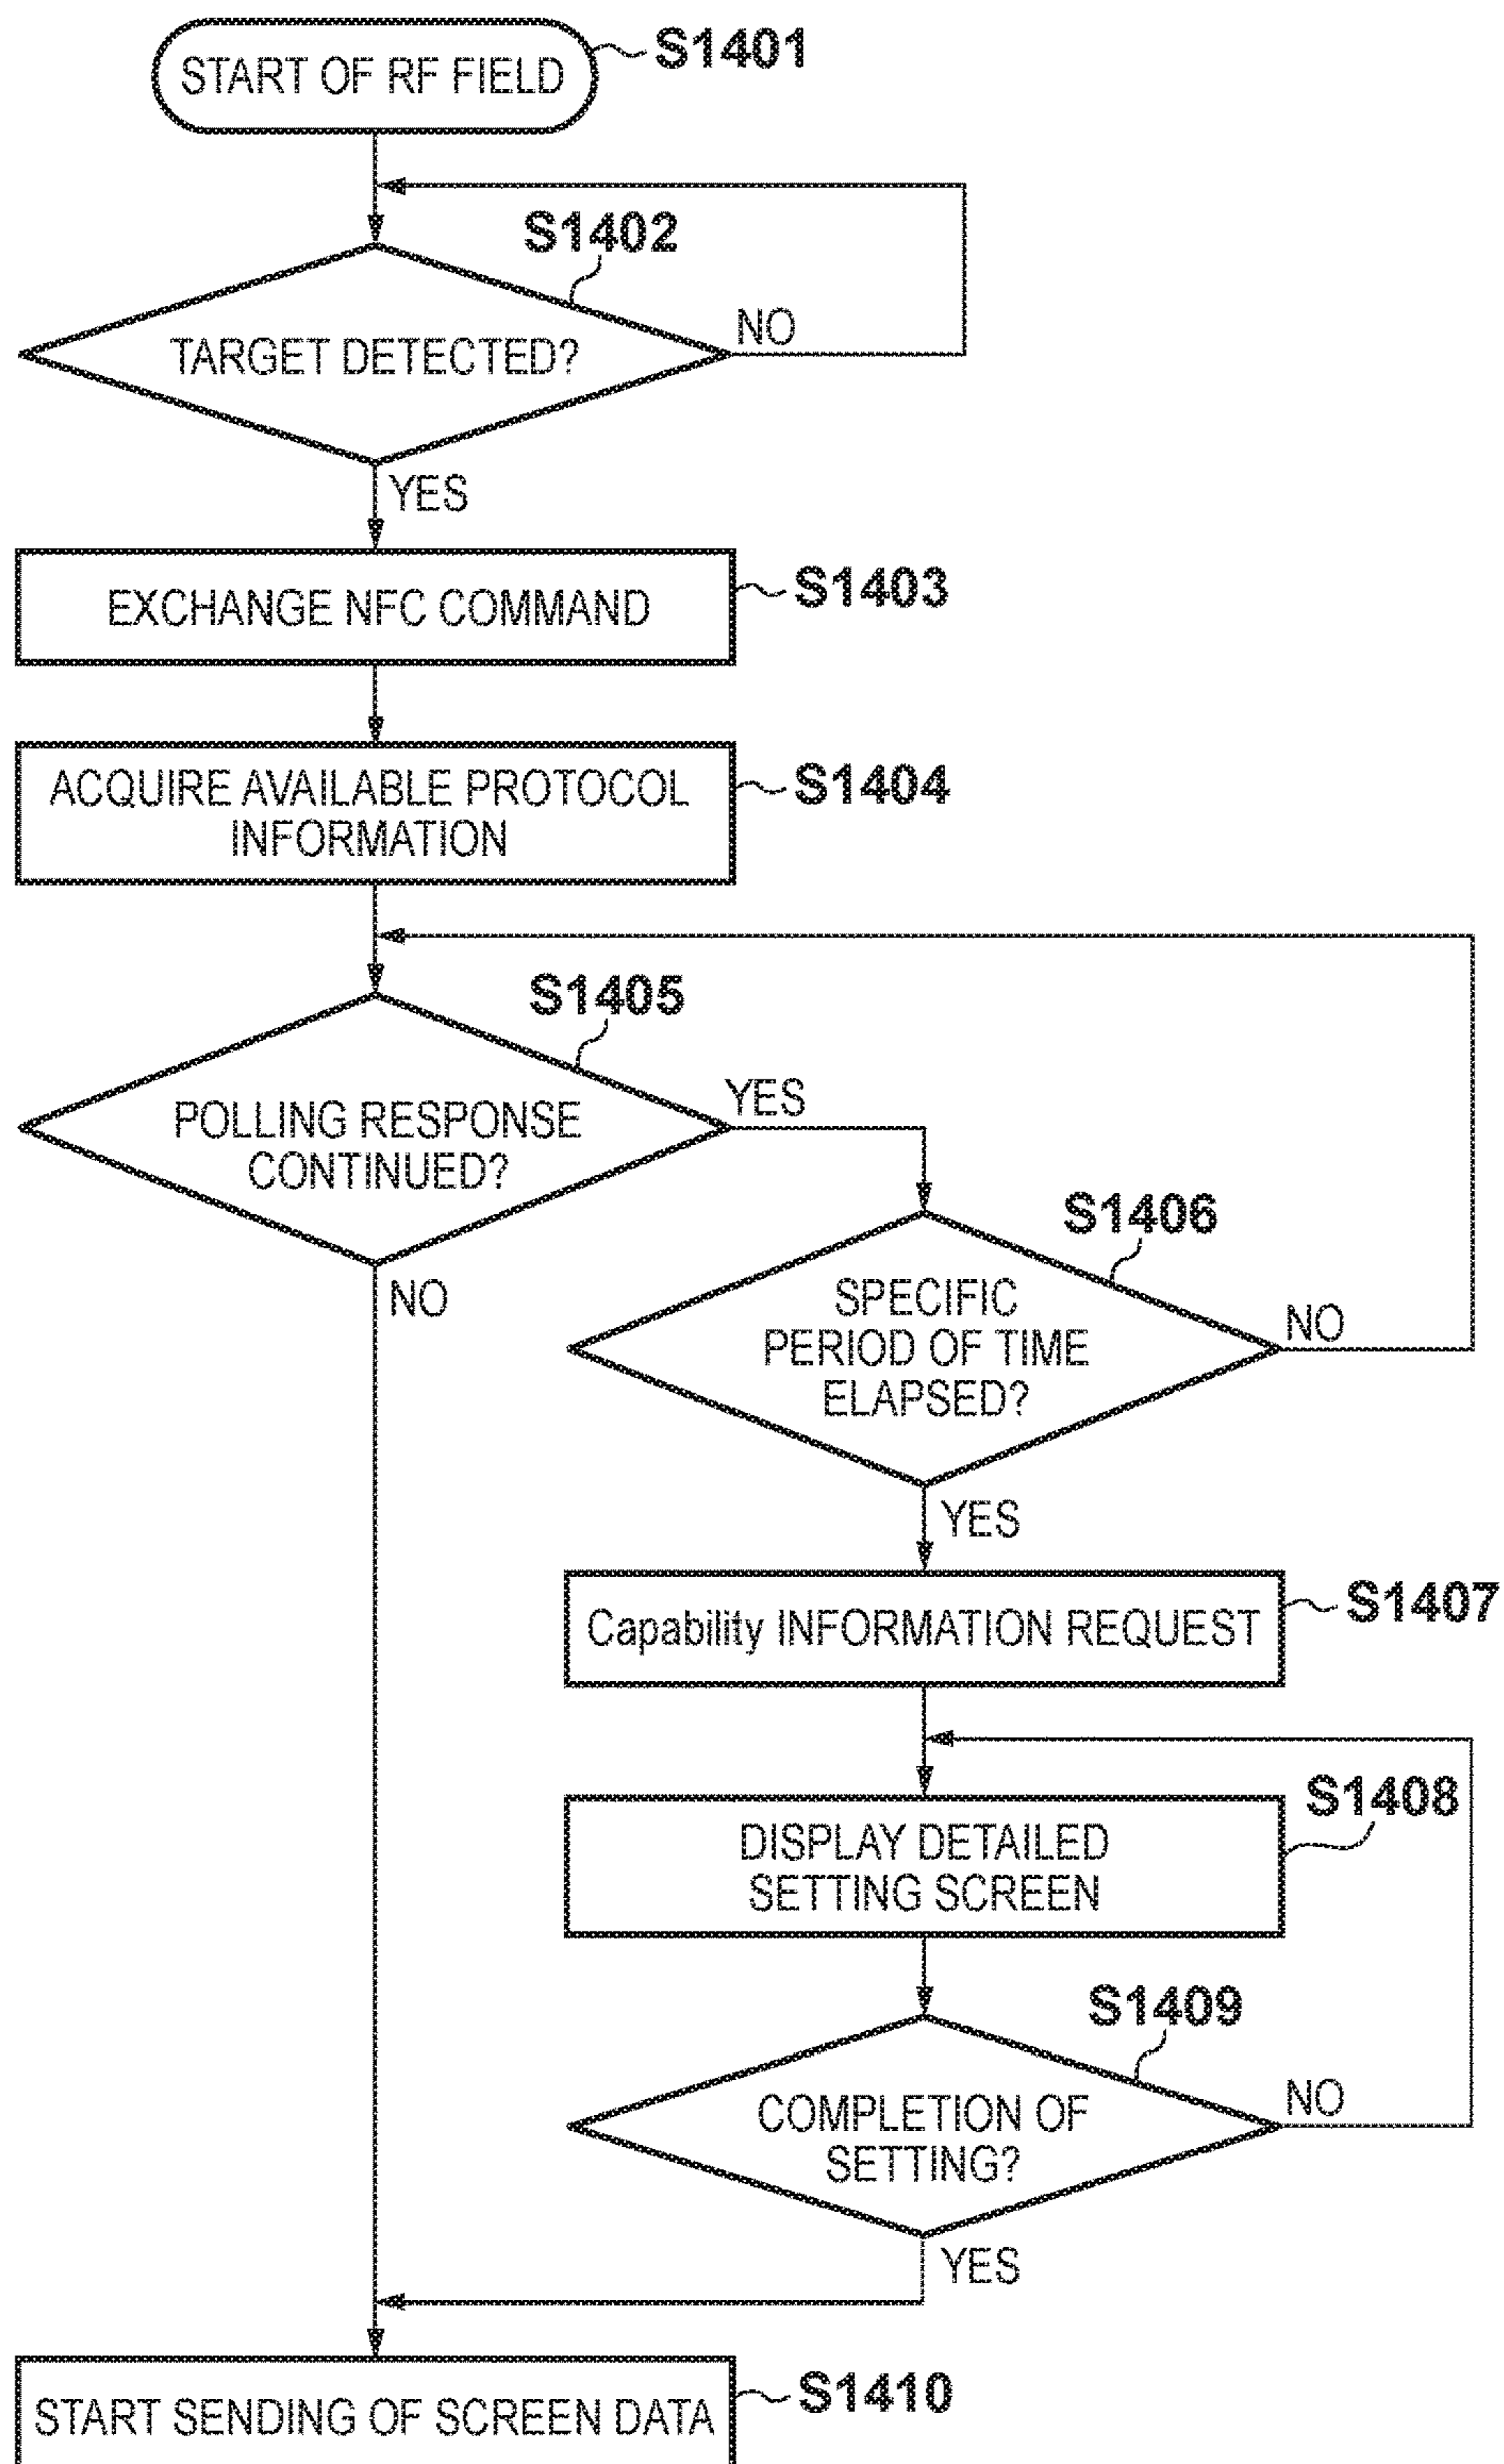 START OF RF FIELD
S1401
S1402
TARGET DETECTED?
NO
YES
EXCHANGE NFC COMMAND
S1403
ACQUIRE AVAILABLE PROTOCOL
INFORMATION
S1404
S1405
POLLING RESPONSE
CONTINUED?
YES
NO
S1406
SPECIFIC
PERIOD OF TIME
ELAPSED?
NO
YES
Capability INFORMATION REQUEST
S1407
DISPLAY DETAILED
SETTING SCREEN
S1408
S1409
COMPLETION OF
SETTING?
NO
YES
START SENDING OF SCREEN DATA
S1410